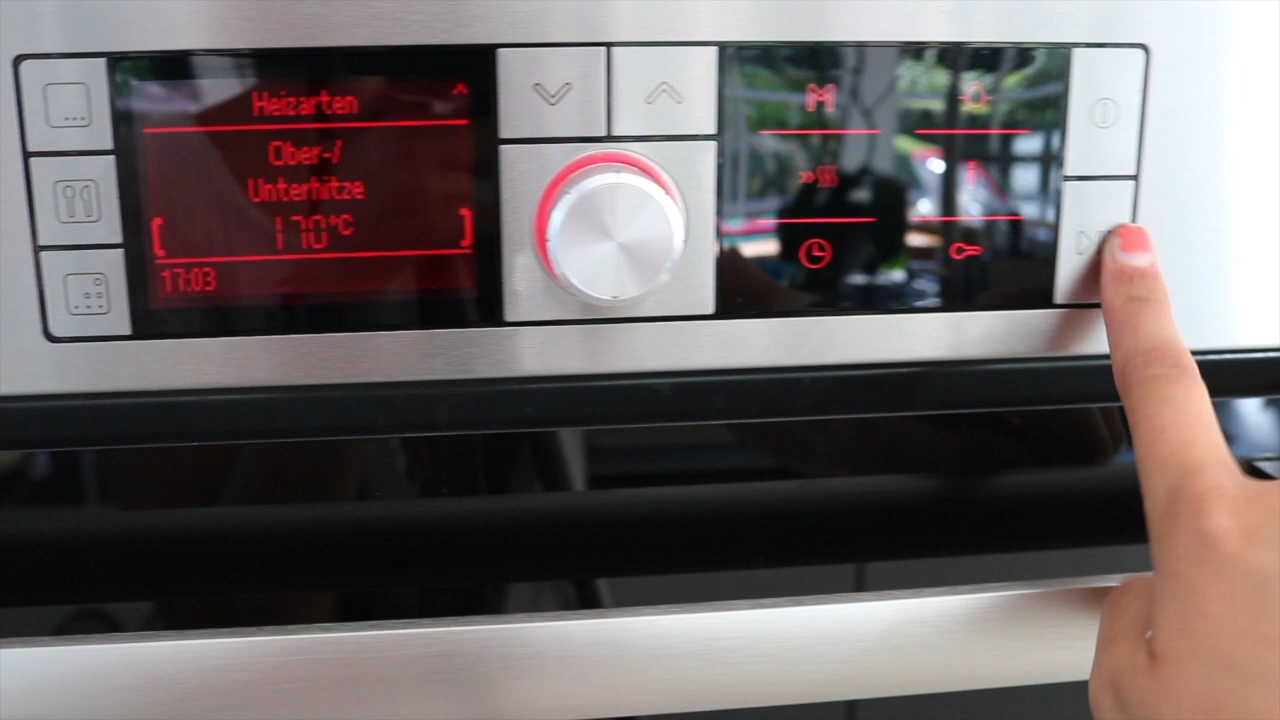 Heizarten
Ober-/
Unterhitze
[ 170°C ]
17:03
M